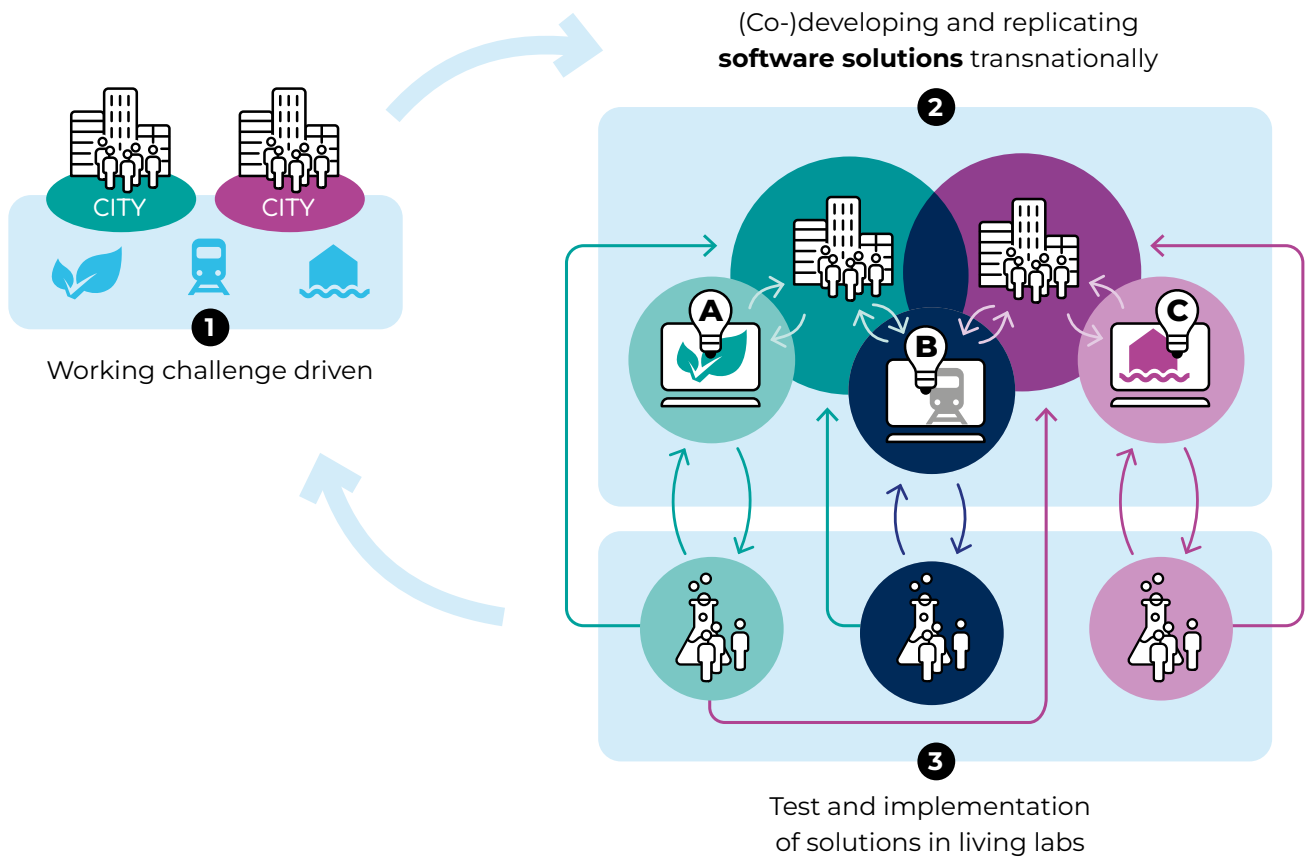 (Co-)developing and replicating
software solutions transnationally
2
CITY
CITY
1
Working challenge driven
A
B
C
3
Test and implementation
of solutions in living labs